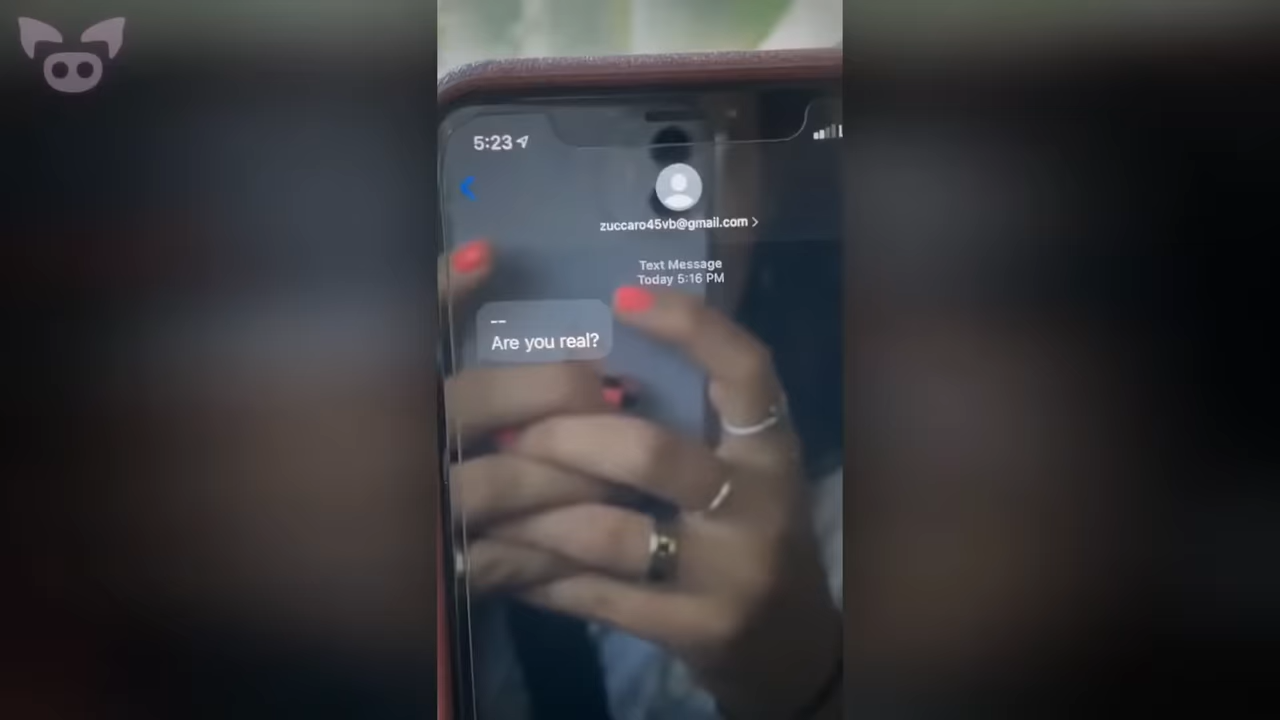 5:23
zuccaro45vb@gmail.com >
Text Message
Today 5:16 PM
--
Are you real?